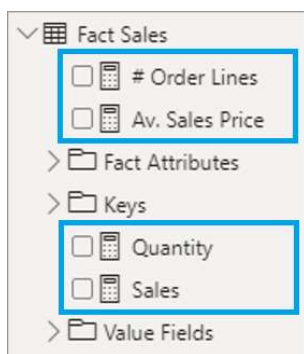 Fact Sales
# Order Lines
Av. Sales Price
Fact Attributes
Keys
Quantity
Sales
Value Fields